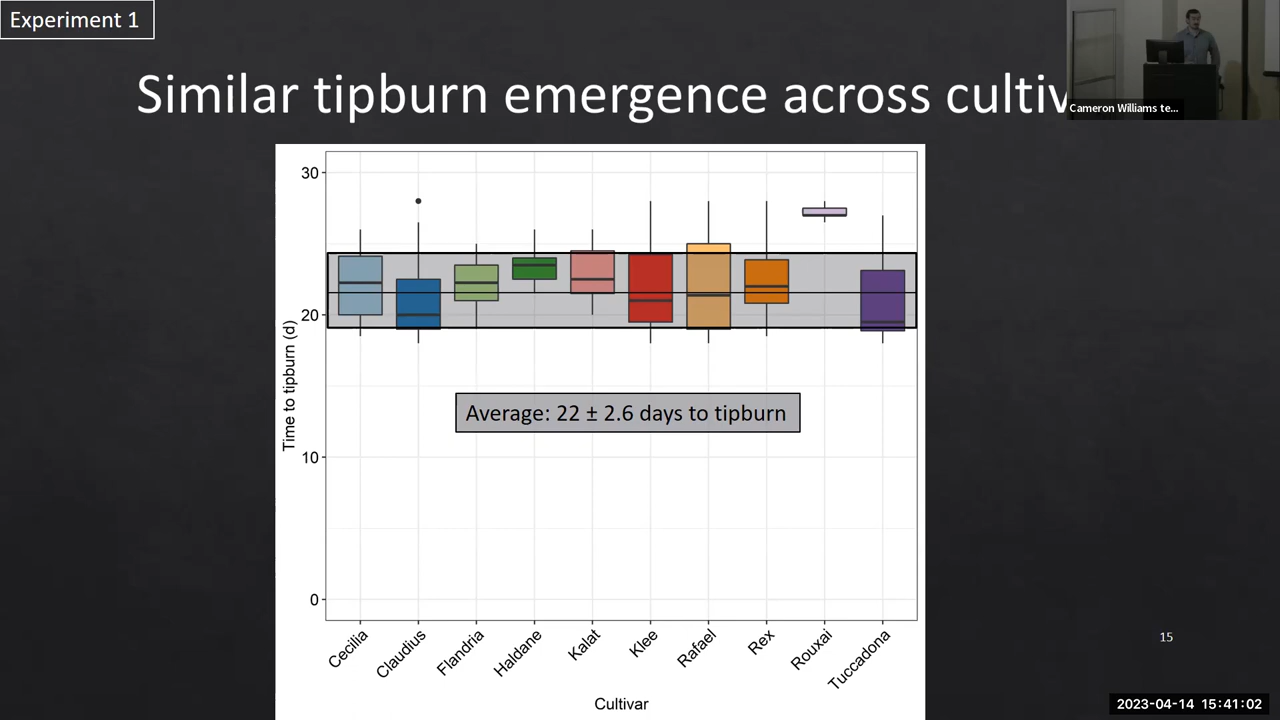 Experiment 1
Similar tipburn emergence across cultiv
Cameron Williams te...
30
20
10
0
Time to tipburn (d)
Average: 22 ± 2.6 days to tipburn
Cecilia
Claudius
Flandria
Haldane
Kalat
Klee
Rafael
Rex
Rouxai
Tuccadona
Cultivar
15
2023-04-14 15:41:02